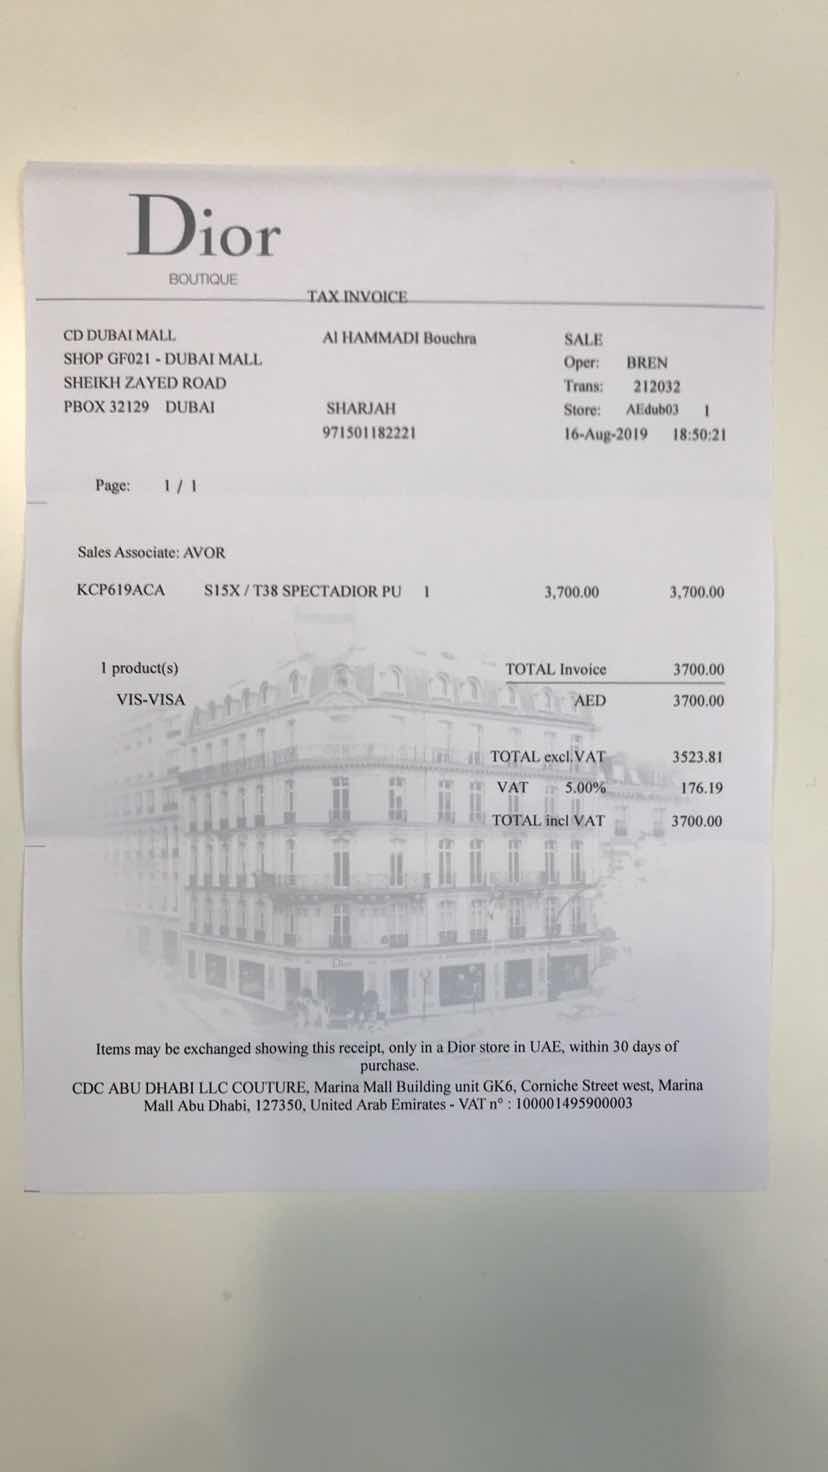 Dior
BOUTIQUE
TAX INVOICE
CD DUBAI MALL
SHOP GF021 - DUBAI MALL
SHEIKH ZAYED ROAD
PBOX 32129 DUBAI
Al HAMMADI Bouchra
SHARJAH
971501182221
SALE
Oper: BREN
Trans: 212032
Store: AEdub03 1
16-Aug-2019 18:50:21
Page: 1 / 1
Sales Associate: AVOR
KCP619ACA S15X / T38 SPECTADIOR PU 1 3,700.00 3,700.00
1 product(s) TOTAL Invoice 3700.00
VIS-VISA AED 3700.00
TOTAL excl.VAT 3523.81
VAT 5.00% 176.19
TOTAL incl VAT 3700.00
Dior
Items may be exchanged showing this receipt, only in a Dior store in UAE, within 30 days of
purchase.
CDC ABU DHABI LLC COUTURE, Marina Mall Building unit GK6, Corniche Street west, Marina
Mall Abu Dhabi, 127350, United Arab Emirates - VAT n° : 100001495900003